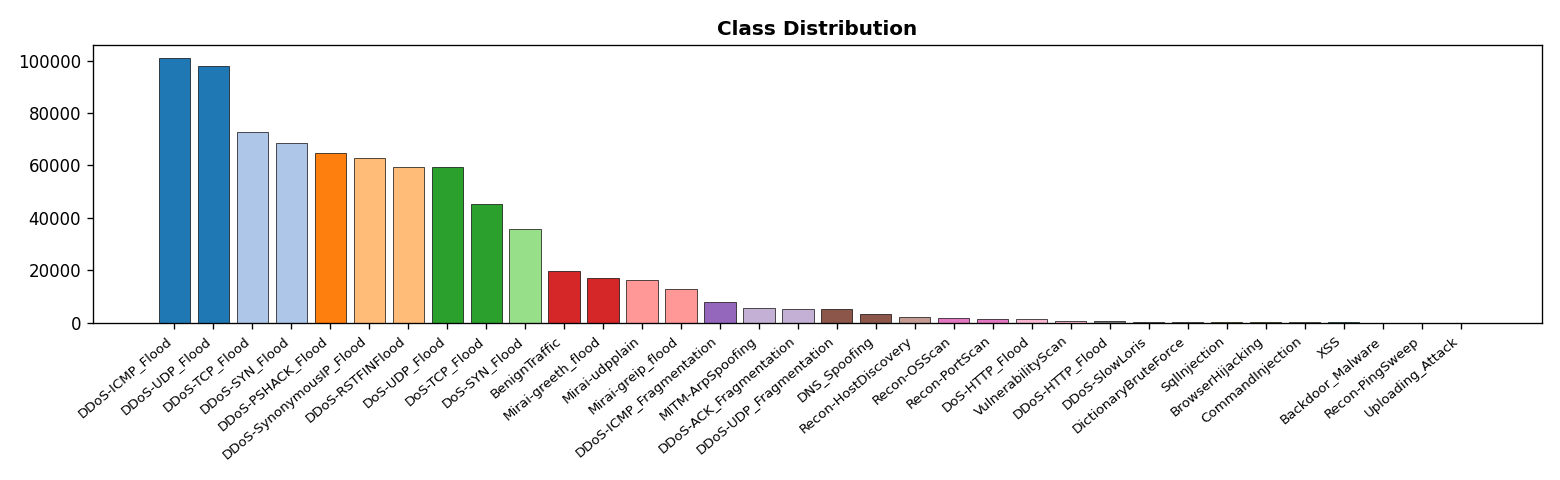 Class Distribution
100000
80000
60000
40000
20000
0
DDoS-ICMP_Flood
DDoS-UDP_Flood
DDoS-TCP_Flood
DDoS-SYN_Flood
DDoS-PSHACK_Flood
DDoS-SynonymousIP_Flood
DDoS-RSTFINFlood
DoS-UDP_Flood
DoS-TCP_Flood
DoS-SYN_Flood
BenignTraffic
Mirai-greeth_flood
Mirai-udpplain
Mirai-greip_flood
DDoS-ICMP_Fragmentation
MITM-ArpSpoofing
DDoS-ACK_Fragmentation
DDoS-UDP_Fragmentation
DNS_Spoofing
Recon-HostDiscovery
Recon-OSScan
Recon-PortScan
DoS-HTTP_Flood
VulnerabilityScan
DDoS-HTTP_Flood
DDoS-SlowLoris
DictionaryBruteForce
SqlInjection
BrowserHijacking
CommandInjection
XSS
Backdoor_Malware
Recon-PingSweep
Uploading_Attack